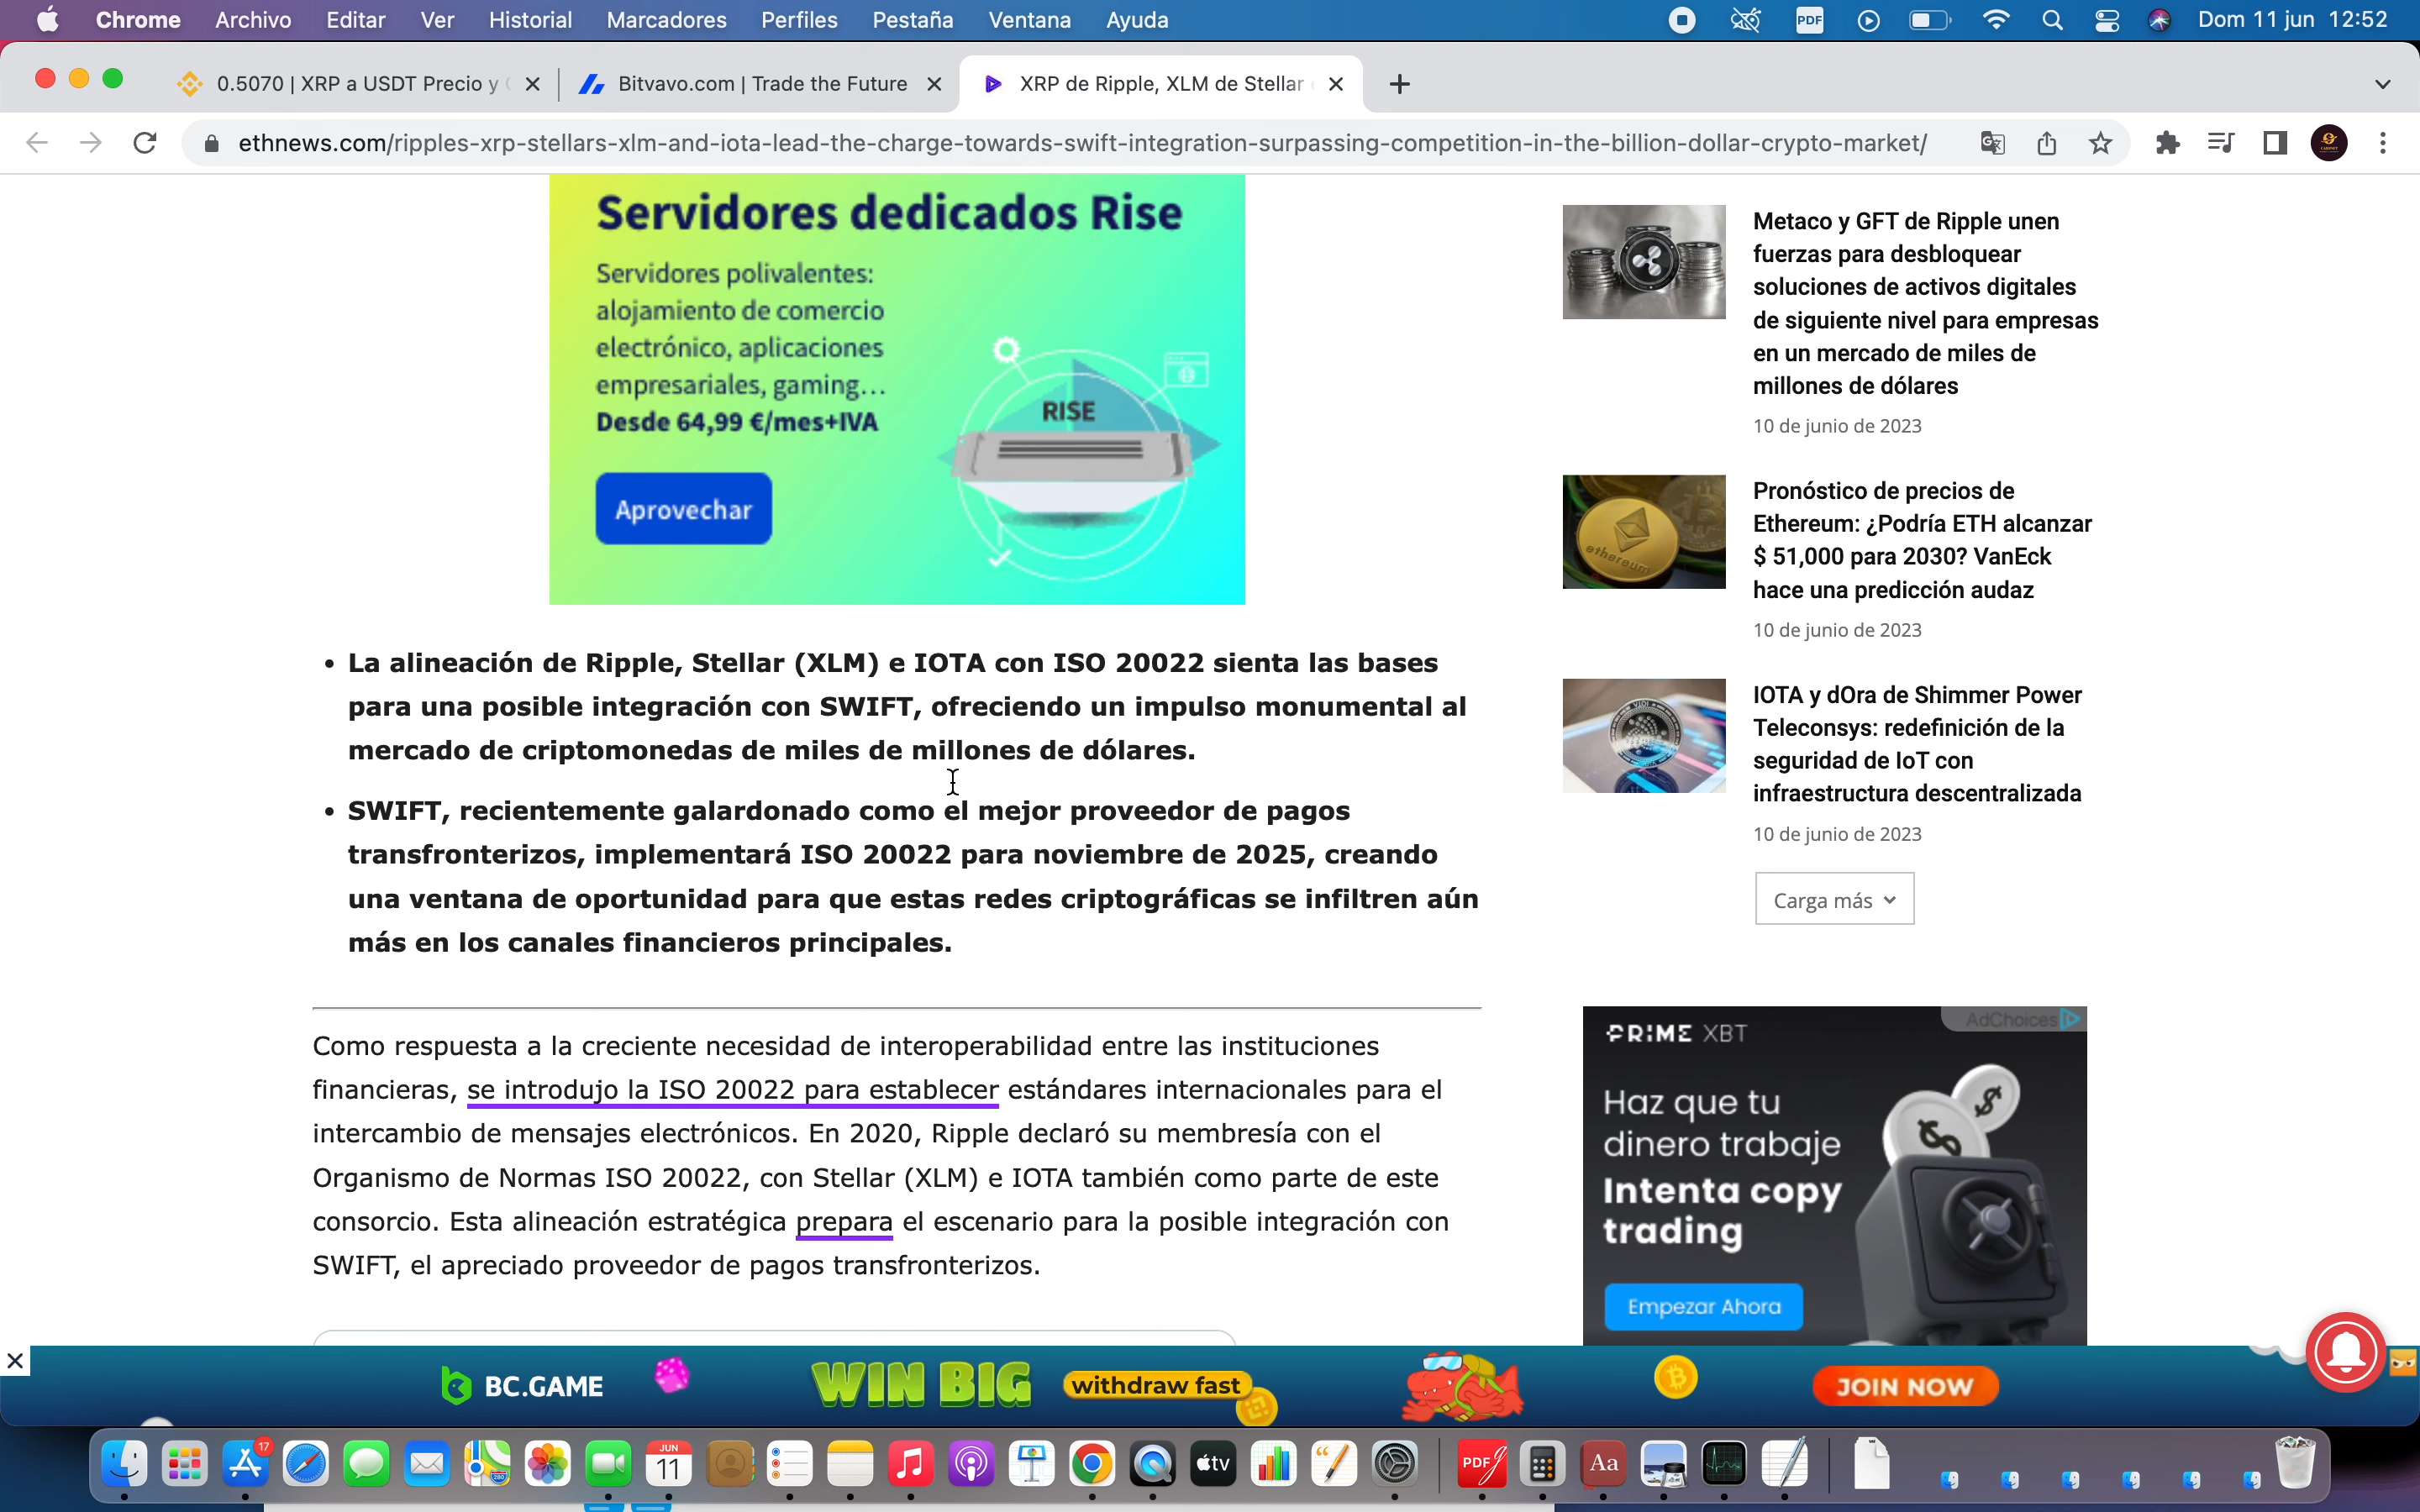 Chrome Archivo Editar Ver Historial Marcadores Perfiles Pestaña Ventana Ayuda PDF Dom 11 jun 12:52
0.5070 | XRP a USDT Precio y
Bitvavo.com | Trade the Future
XRP de Ripple, XLM de Stellar
ethnews.com/ripples-xrp-stellars-xlm-and-iota-lead-the-charge-towards-swift-integration-surpassing-competition-in-the-billion-dollar-crypto-market/
Servidores dedicados Rise
Servidores polivalentes:
alojamiento de comercio
electrónico, aplicaciones
empresariales, gaming...
Desde 64,99 €/mes+IVA
RISE
Aprovechar
• La alineación de Ripple, Stellar (XLM) e IOTA con ISO 20022 sienta las bases
para una posible integración con SWIFT, ofreciendo un impulso monumental al
mercado de criptomonedas de miles de millones de dólares.
• SWIFT, recientemente galardonado como el mejor proveedor de pagos
transfronterizos, implementará ISO 20022 para noviembre de 2025, creando
una ventana de oportunidad para que estas redes criptográficas se infiltren aún
más en los canales financieros principales.
Como respuesta a la creciente necesidad de interoperabilidad entre las instituciones
financieras, se introdujo la ISO 20022 para establecer estándares internacionales para el
intercambio de mensajes electrónicos. En 2020, Ripple declaró su membresía con el
Organismo de Normas ISO 20022, con Stellar (XLM) e IOTA también como parte de este
consorcio. Esta alineación estratégica prepara el escenario para la posible integración con
SWIFT, el apreciado proveedor de pagos transfronterizos.
Metaco y GFT de Ripple unen
fuerzas para desbloquear
soluciones de activos digitales
de siguiente nivel para empresas
en un mercado de miles de
millones de dólares
10 de junio de 2023
ethereum
Pronóstico de precios de
Ethereum: ¿Podría ETH alcanzar
$ 51,000 para 2030? VanEck
hace una predicción audaz
10 de junio de 2023
IOTA y dOra de Shimmer Power
Teleconsys: redefinición de la
seguridad de IoT con
infraestructura descentralizada
10 de junio de 2023
Carga más
AdChoices
PRIME XBT
Haz que tu
dinero trabaje
Intenta copy
trading
Empezar Ahora
BC.GAME
WIN BIG
withdraw fast
JOIN NOW
17
JUN
11
tv
PDF
Aa